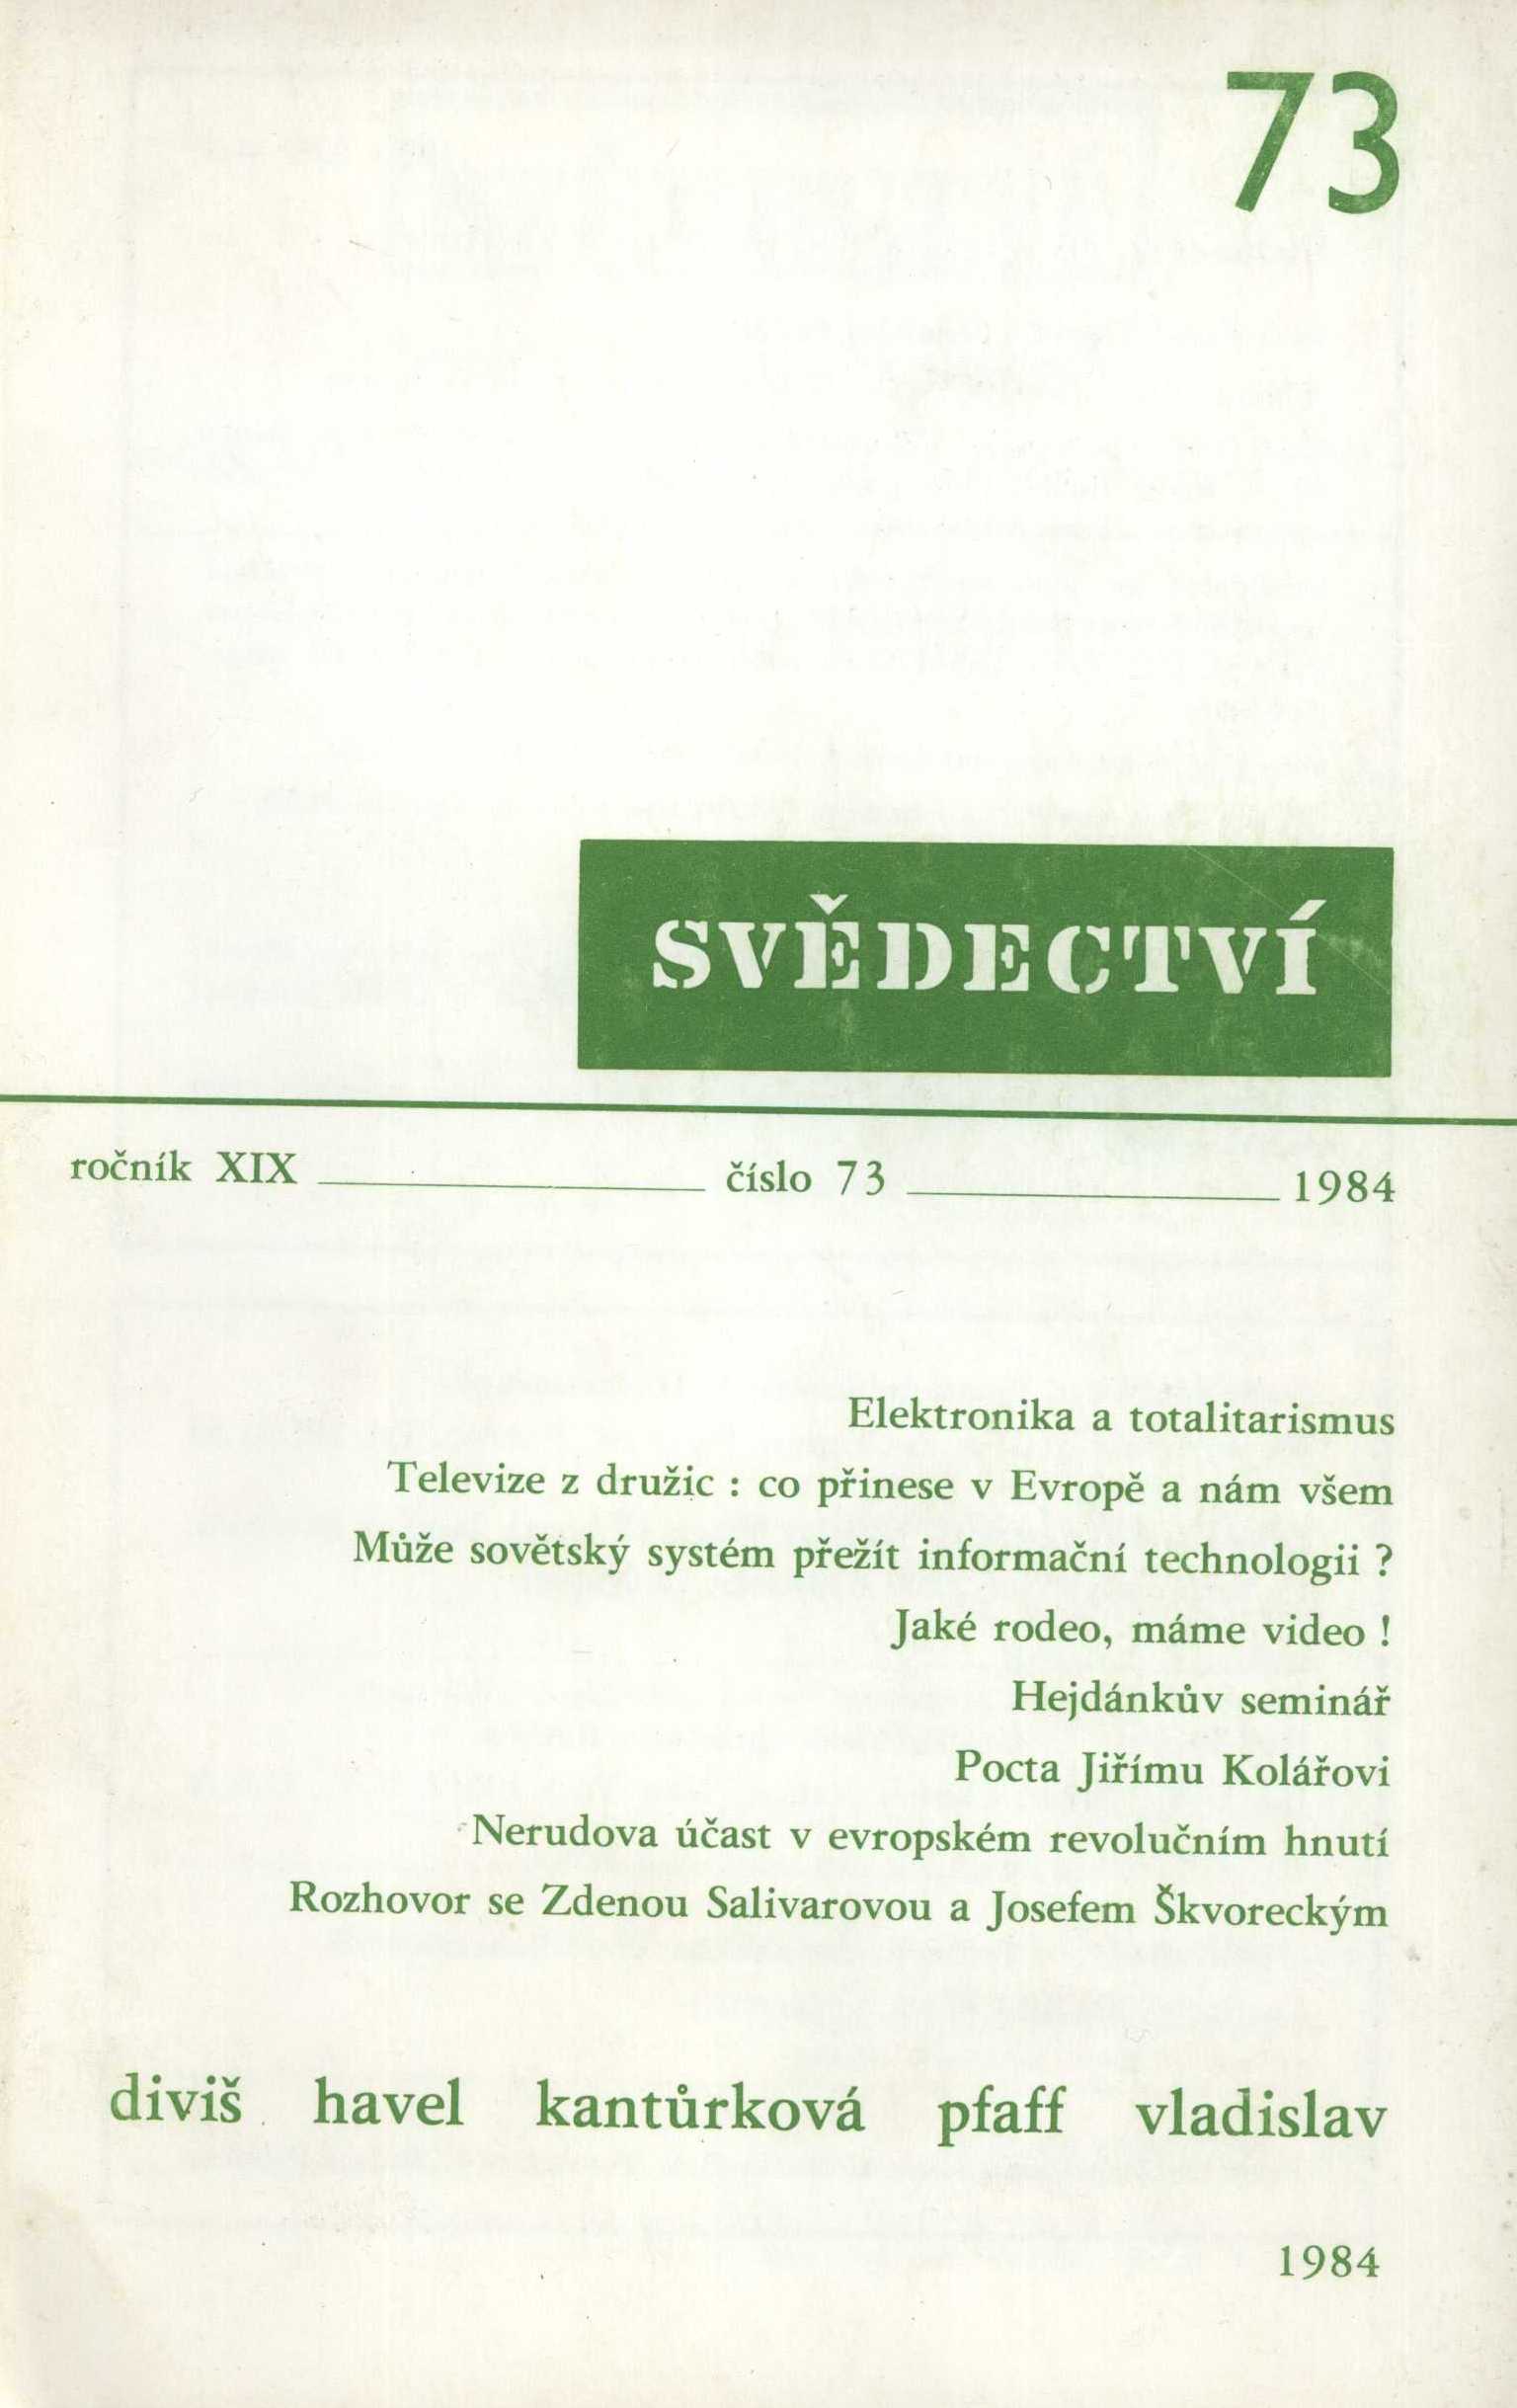 73
SVĚDECTVÍ
ročník XIX číslo 73 1984
Elektronika a totalitarismus
Televize z družic : co přinese v Evropě a nám všem
Může sovětský systém přežít informační technologii ?
Jaké rodeo, máme video !
Hejdánkův seminář
Pocta Jiřímu Kolářovi
Nerudova účast v evropském revolučním hnutí
Rozhovor se Zdenou Salivarovou a Josefem Škvoreckým
diviš havel kantůrková pfaff vladislav
1984